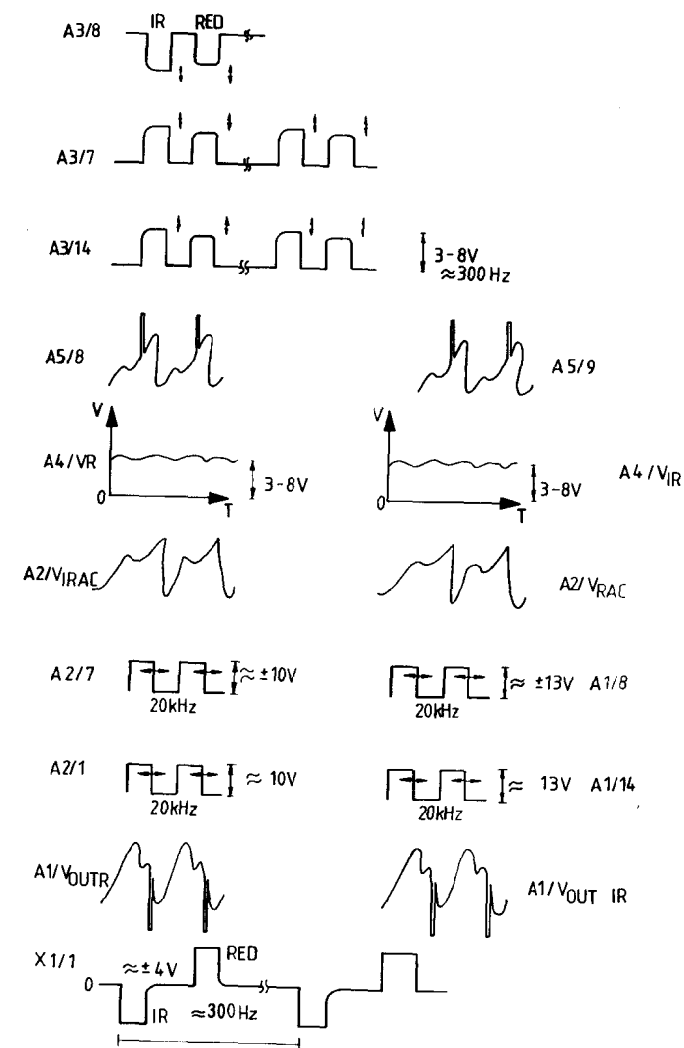 A3/8 IR RED
A3/7
A3/14
3-8V
≈300 Hz
A5/8 A5/9
V V
A4/VR 3-8V 3-8V A4/VIR
0 T 0 T
A2/VIRAC A2/VRAC
A2/7 ≈ ±10V ≈ ±13V A1/8
20kHz 20kHz
A2/1 ≈ 10V ≈ 13V A1/14
20kHz 20kHz
A1/VOUTR A1/VOUT IR
X1/1 ≈±4V RED
0
IR ≈300Hz